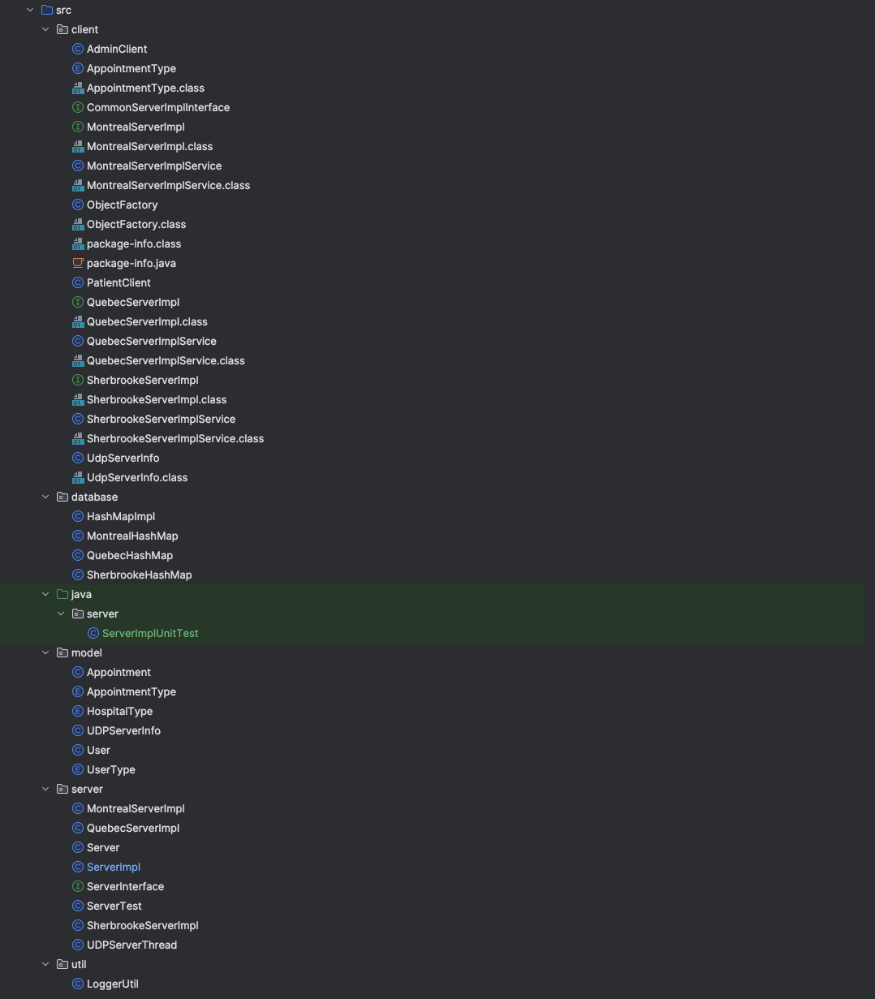 src
client
AdminClient
AppointmentType
AppointmentType.class
CommonServerImplInterface
MontrealServerImpl
MontrealServerImpl.class
MontrealServerImplService
MontrealServerImplService.class
ObjectFactory
ObjectFactory.class
package-info.class
package-info.java
PatientClient
QuebecServerImpl
QuebecServerImpl.class
QuebecServerImplService
QuebecServerImplService.class
SherbrookeServerImpl
SherbrookeServerImpl.class
SherbrookeServerImplService
SherbrookeServerImplService.class
UdpServerInfo
UdpServerInfo.class
database
HashMapImpl
MontrealHashMap
QuebecHashMap
SherbrookeHashMap
java
server
ServerImplUnitTest
model
Appointment
AppointmentType
HospitalType
UDPServerInfo
User
UserType
server
MontrealServerImpl
QuebecServerImpl
Server
ServerImpl
ServerInterface
ServerTest
SherbrookeServerImpl
UDPServerThread
util
LoggerUtil